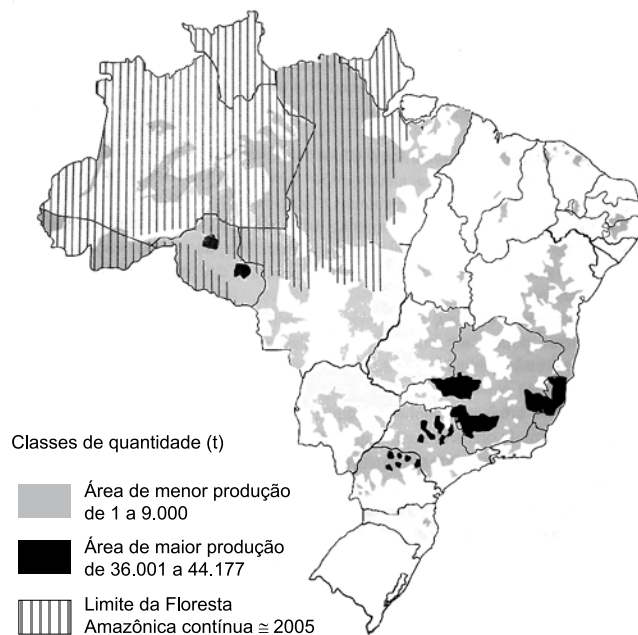 Classes de quantidade (t)
Área de menor produção
de 1 a 9.000
Área de maior produção
de 36.001 a 44.177
Limite da Floresta
Amazônica contínua ≅ 2005